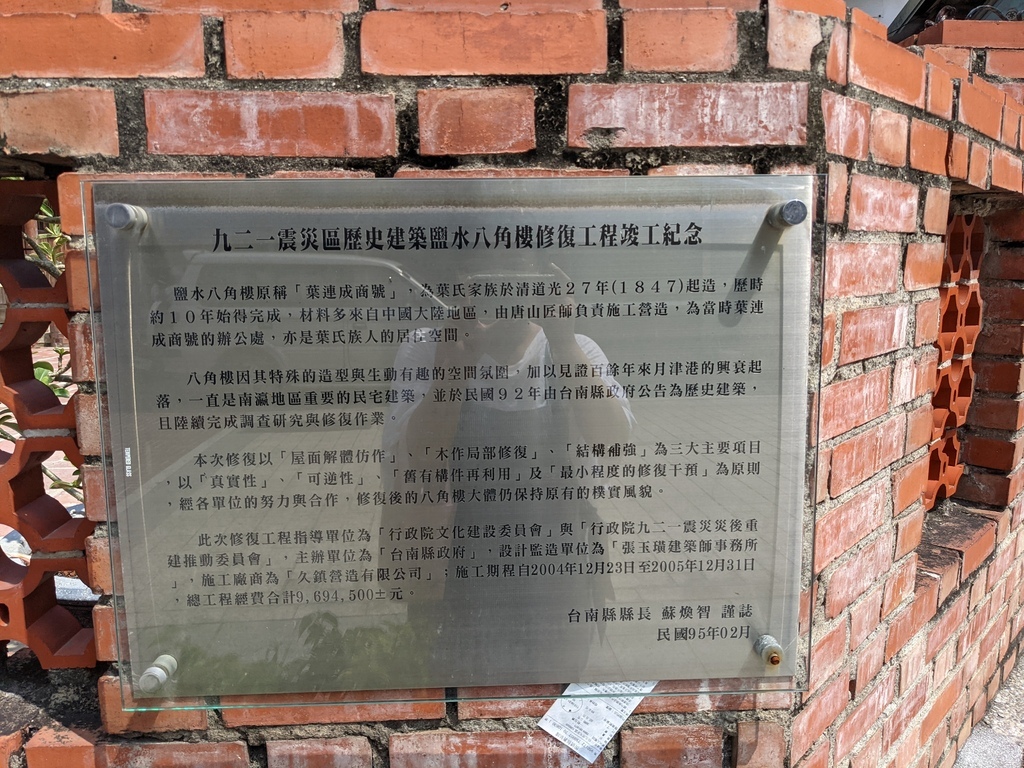 九二一震災區歷史建築鹽水八角樓修復工程竣工紀念
鹽水八角樓原稱「葉連成商號」，為葉氏家族於清道光27年(1847)起造，歷時
約10年始得完成，材料多來自中國大陸地區，由唐山匠師負責施工營造，為當時葉連
成商號的辦公處，亦是葉氏族人的居住空間。
八角樓因其特殊的造型與生動有趣的空間氛圍，加以見證百餘年來月津港的興衰起
落，一直是南瀛地區重要的民宅建築，並於民國92年由台南縣政府公告為歷史建築，
且陸續完成調查研究與修復作業。
本次修復以「屋面解體仿作」、「木作局部修復」、「結構補強」為三大主要項目
，以「真實性」、「可逆性」、「舊有構件再利用」及「最小程度的修復干預」為原則
，經各單位的努力與合作，修復後的八角樓大體仍保持原有的樸實風貌。
此次修復工程指導單位為「行政院文化建設委員會」與「行政院九二一震災災後重
建推動委員會」，主辦單位為「台南縣政府」，設計監造單位為「張玉璜建築師事務所
」，施工廠商為「久鎮營造有限公司」；施工期程自2004年12月23日至2005年12月31日
，總工程經費合計9,694,500±元。
台南縣縣長 蘇煥智 謹誌
民國95年02月